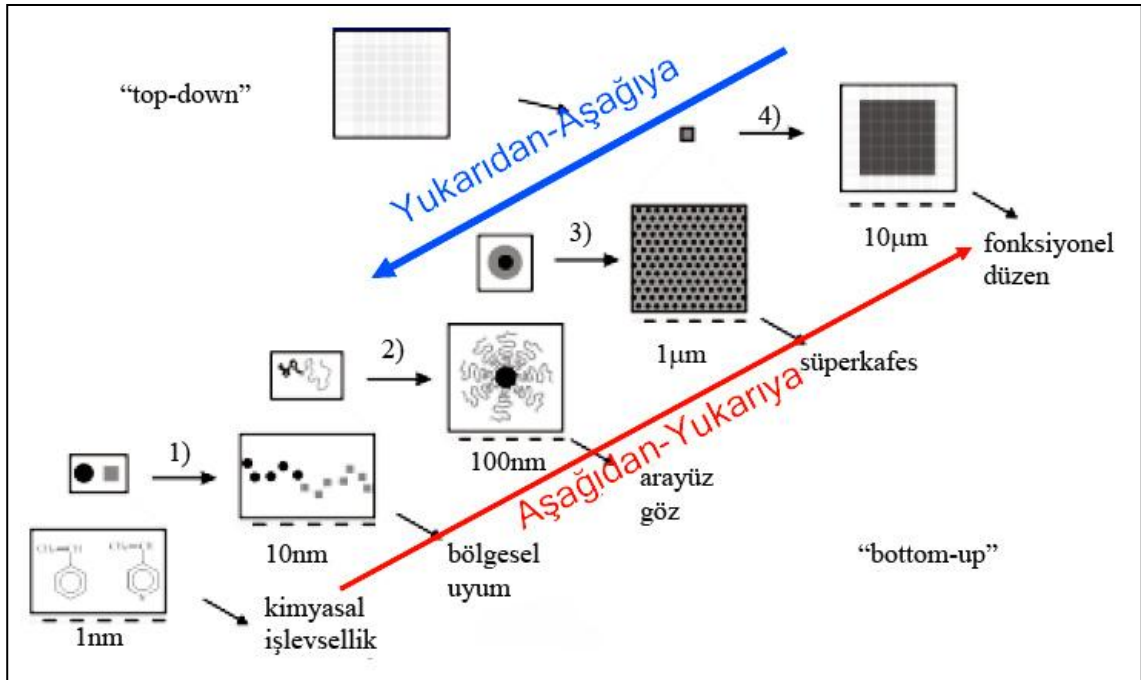 “top-down”
Yukarıdan-Aşağıya
4)
10μm
fonksiyonel
düzen
3)
1μm
süperkafes
2)
100nm
arayüz
göz
Aşağıdan-Yukarıya
“bottom-up”
1)
10nm
bölgesel
uyum
1nm
kimyasal
işlevsellik